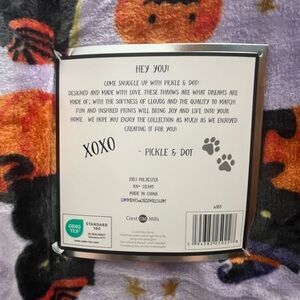 HEY YOU!
COME SNUGGLE UP WITH PICKLE & DOT!
DESIGNED AND MADE WITH LOVE THESE THROWS ARE WHAT DREAMS ARE
MADE OF; WITH THE SOFTNESS OF CLOUDS AND THE QUALITY TO MATCH!
FUN AND INSPIRED PRINTS WILL BRING JOY AND LIFE INTO YOUR
HOME. WE HOPE YOU ENJOY THE COLLECTION AS MUCH AS WE ENJOYED
CREATING IT FOR YOU!
XOXO
- PICKLE & DOT
100% POLYESTER
MADE IN CHINA
OEKO
TEX
STANDARD
100
Crest Mills